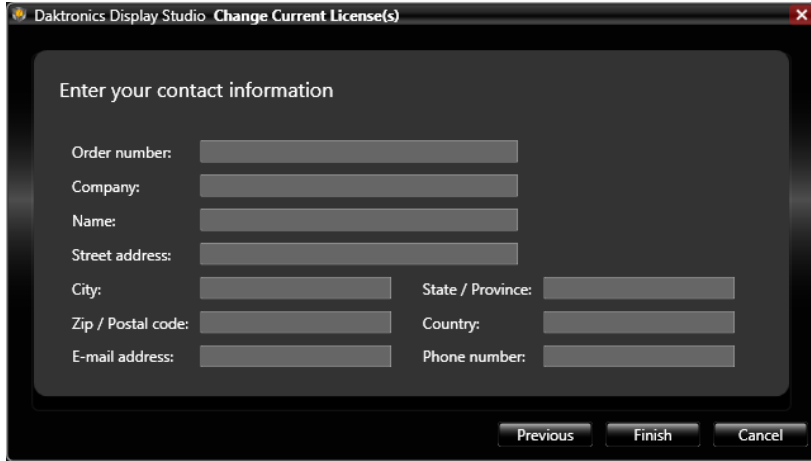 Daktronics Display Studio Change Current License(s)
Enter your contact information
Order number:
Company:
Name:
Street address:
City: State / Province:
Zip / Postal code: Country:
E-mail address: Phone number:
Previous Finish Cancel